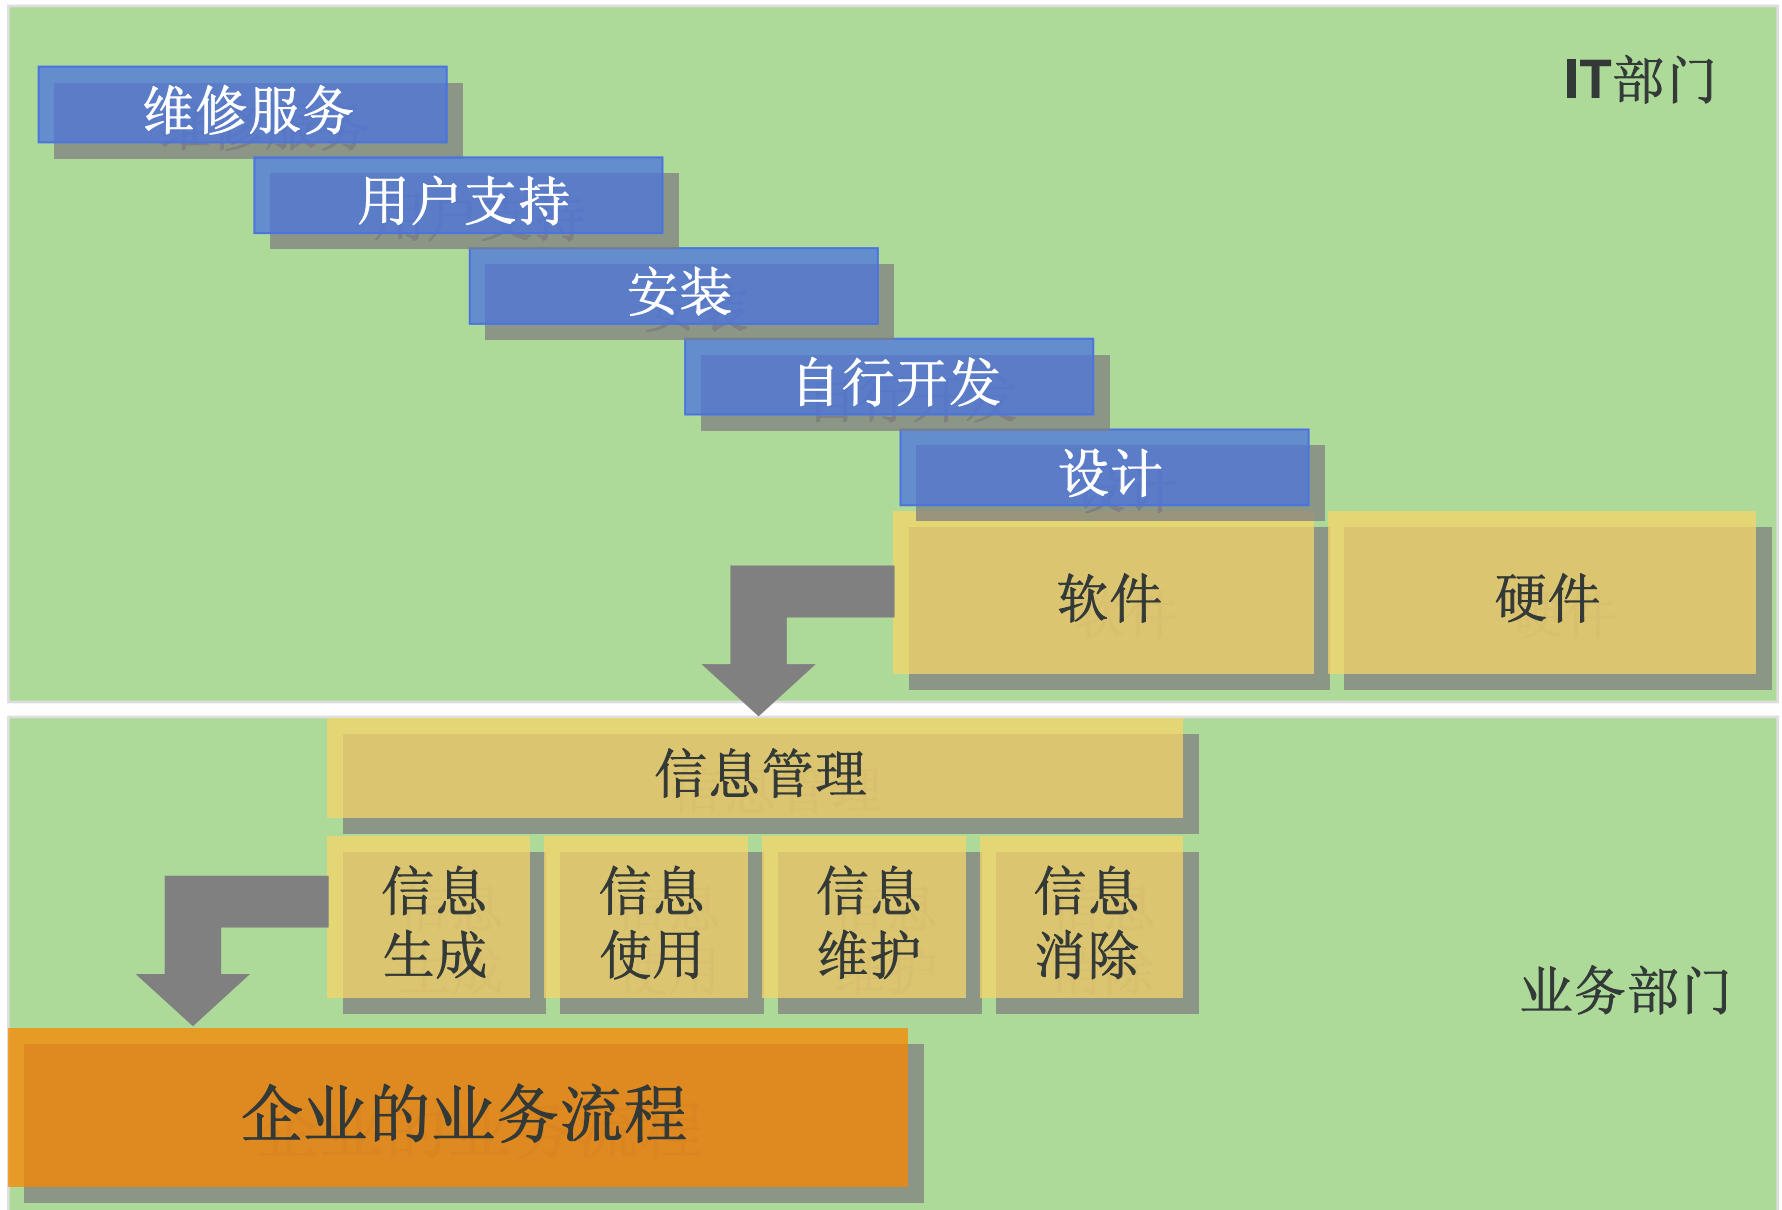 IT部门
维修服务
用户支持
安装
自行开发
设计
软件
硬件
信息管理
信息
生成
信息
使用
信息
维护
信息
消除
业务部门
企业的业务流程